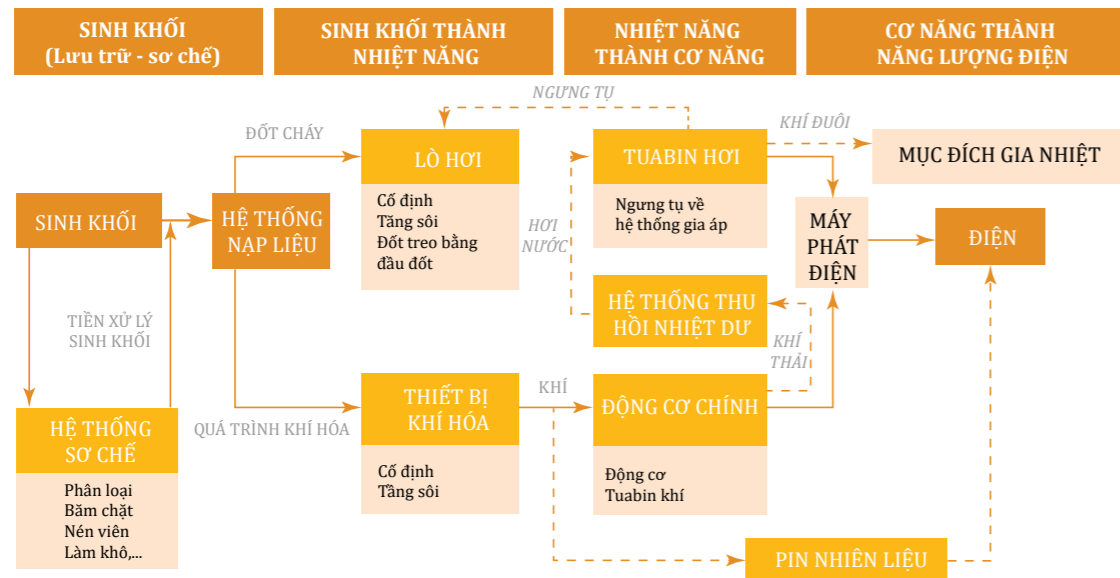 SINH KHỐI
(Lưu trữ - sơ chế)
SINH KHỐI THÀNH
NHIỆT NĂNG
NHIỆT NĂNG
THÀNH CƠ NĂNG
CƠ NĂNG THÀNH
NĂNG LƯỢNG ĐIỆN
NGƯNG TỤ
ĐỐT CHÁY
KHÍ ĐUÔI
LÒ HƠI
Cố định
Tăng sôi
Đốt treo bằng
đầu đốt
TUABIN HƠI
Ngưng tụ về
hệ thống gia áp
MỤC ĐÍCH GIA NHIỆT
SINH KHỐI
HỆ THỐNG
NẠP LIỆU
HƠI
NƯỚC
MÁY
PHÁT
ĐIỆN
ĐIỆN
HỆ THỐNG THU
HỒI NHIỆT DƯ
TIỀN XỬ LÝ
SINH KHỐI
KHÍ
THẢI
HỆ THỐNG
SƠ CHẾ
Phân loại
Băm chặt
Nén viên
Làm khô,...
QUÁ TRÌNH KHÍ HÓA
THIẾT BỊ
KHÍ HÓA
Cố định
Tầng sôi
KHÍ
ĐỘNG CƠ CHÍNH
Động cơ
Tuabin khí
PIN NHIÊN LIỆU